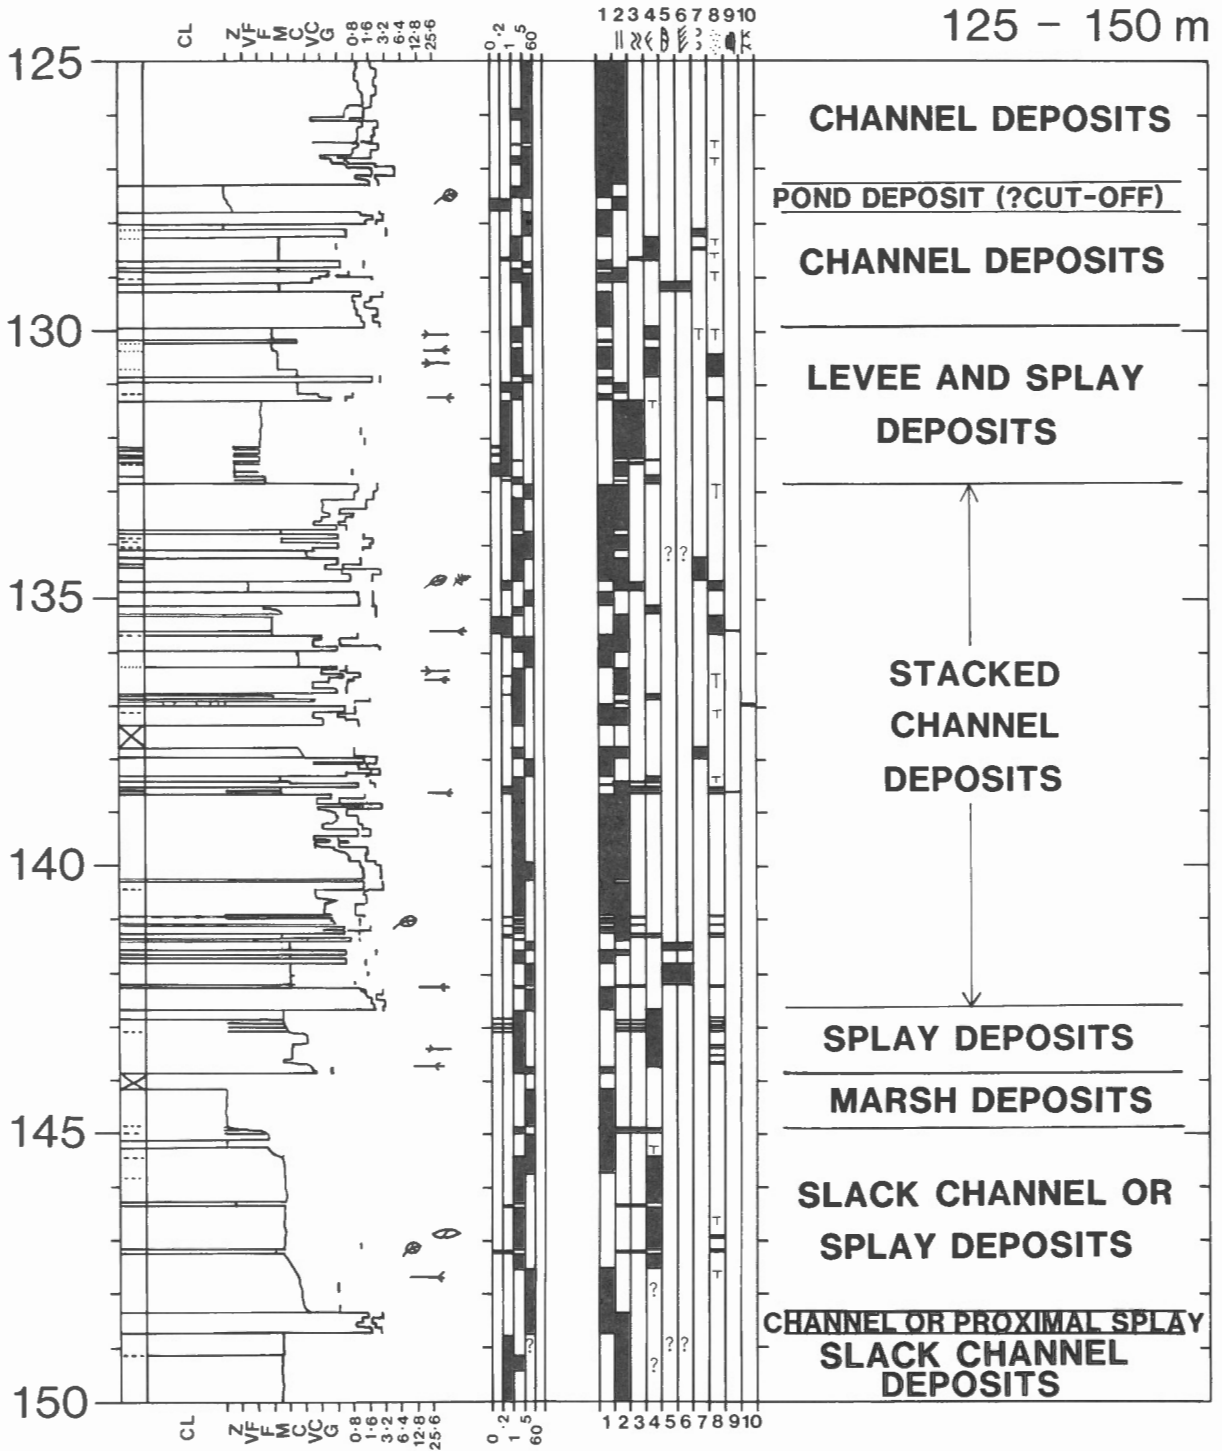 125 – 150 m
CL Z VF F M C VC G 0·8 1·6 3·2 6·4 12·8 25·6
0 ·2 1 5 60
1 2 3 4 5 6 7 8 9 10
125
CHANNEL DEPOSITS
T
T
POND DEPOSIT (?CUT-OFF)
CHANNEL DEPOSITS
T
T
T
130
T T
LEVEE AND SPLAY
DEPOSITS
T
T
STACKED
CHANNEL
DEPOSITS
? ?
135
T
T
T
140
SPLAY DEPOSITS
MARSH DEPOSITS
145
T
SLACK CHANNEL OR
SPLAY DEPOSITS
T
T
?
CHANNEL OR PROXIMAL SPLAY
? ? ?
SLACK CHANNEL
DEPOSITS
?
150
CL Z VF F M C VC G 0·8 1·6 3·2 6·4 12·8 25·6
0 ·2 1 5 60
1 2 3 4 5 6 7 8 9 10